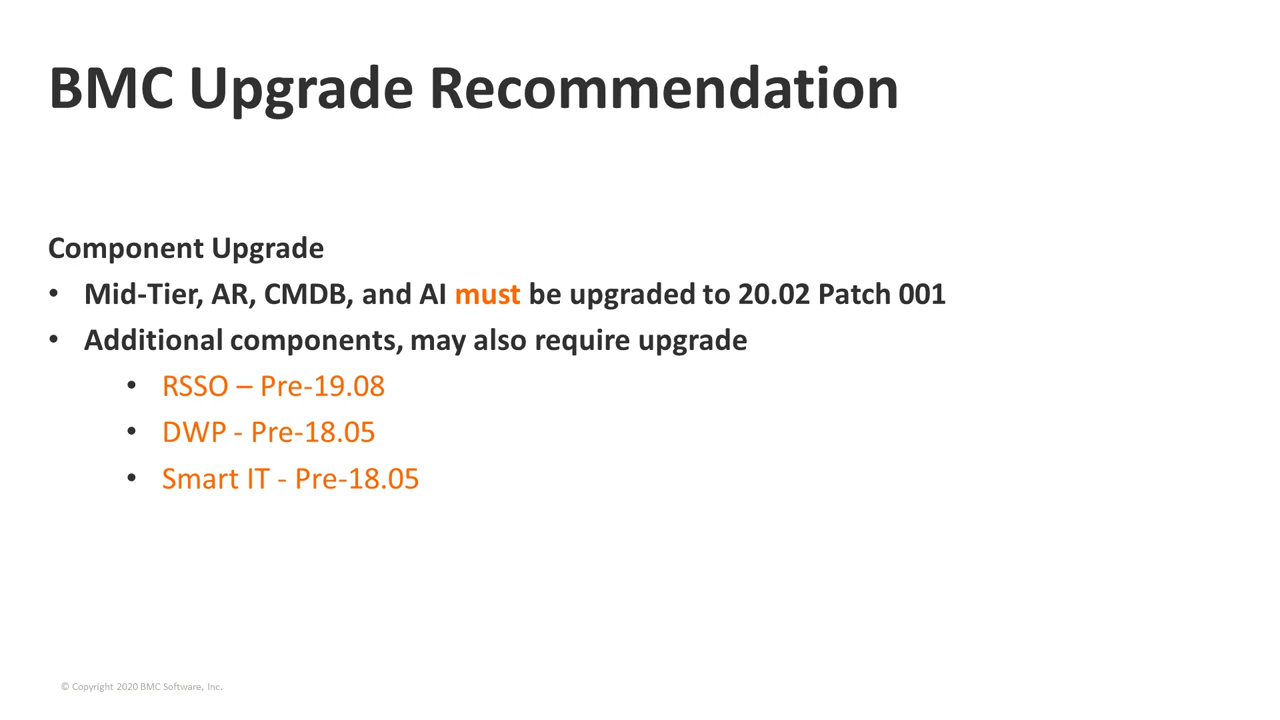 BMC Upgrade Recommendation
Component Upgrade
• Mid-Tier, AR, CMDB, and AI must be upgraded to 20.02 Patch 001
• Additional components, may also require upgrade
• RSSO – Pre-19.08
• DWP - Pre-18.05
• Smart IT - Pre-18.05
© Copyright 2020 BMC Software, Inc.